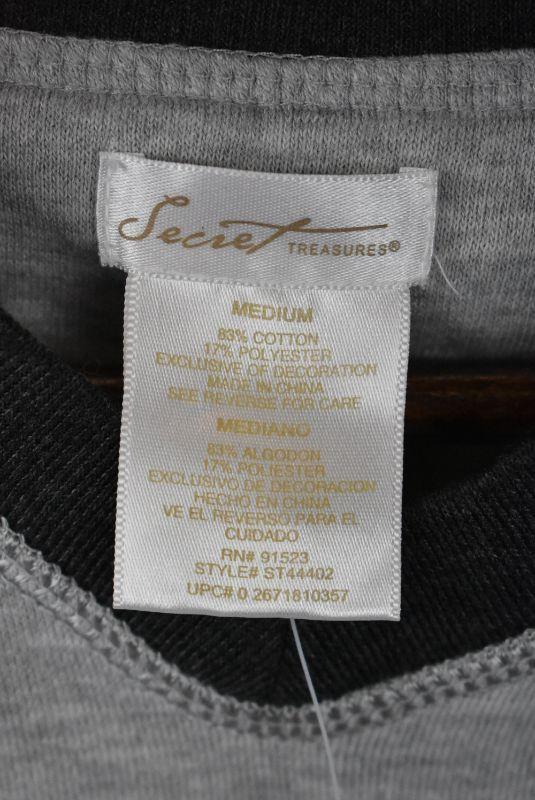 Secret TREASURES®
MEDIUM
83% COTTON
17% POLYESTER
EXCLUSIVE OF DECORATION
MADE IN CHINA
SEE REVERSE FOR CARE
MEDIANO
83% ALGODON
17% POLIESTER
EXCLUSIVO DE DECORACION
HECHO EN CHINA
VE EL REVERSO PARA EL
CUIDADO
RN# 91523
STYLE# ST44402
UPC# 0 2671810357